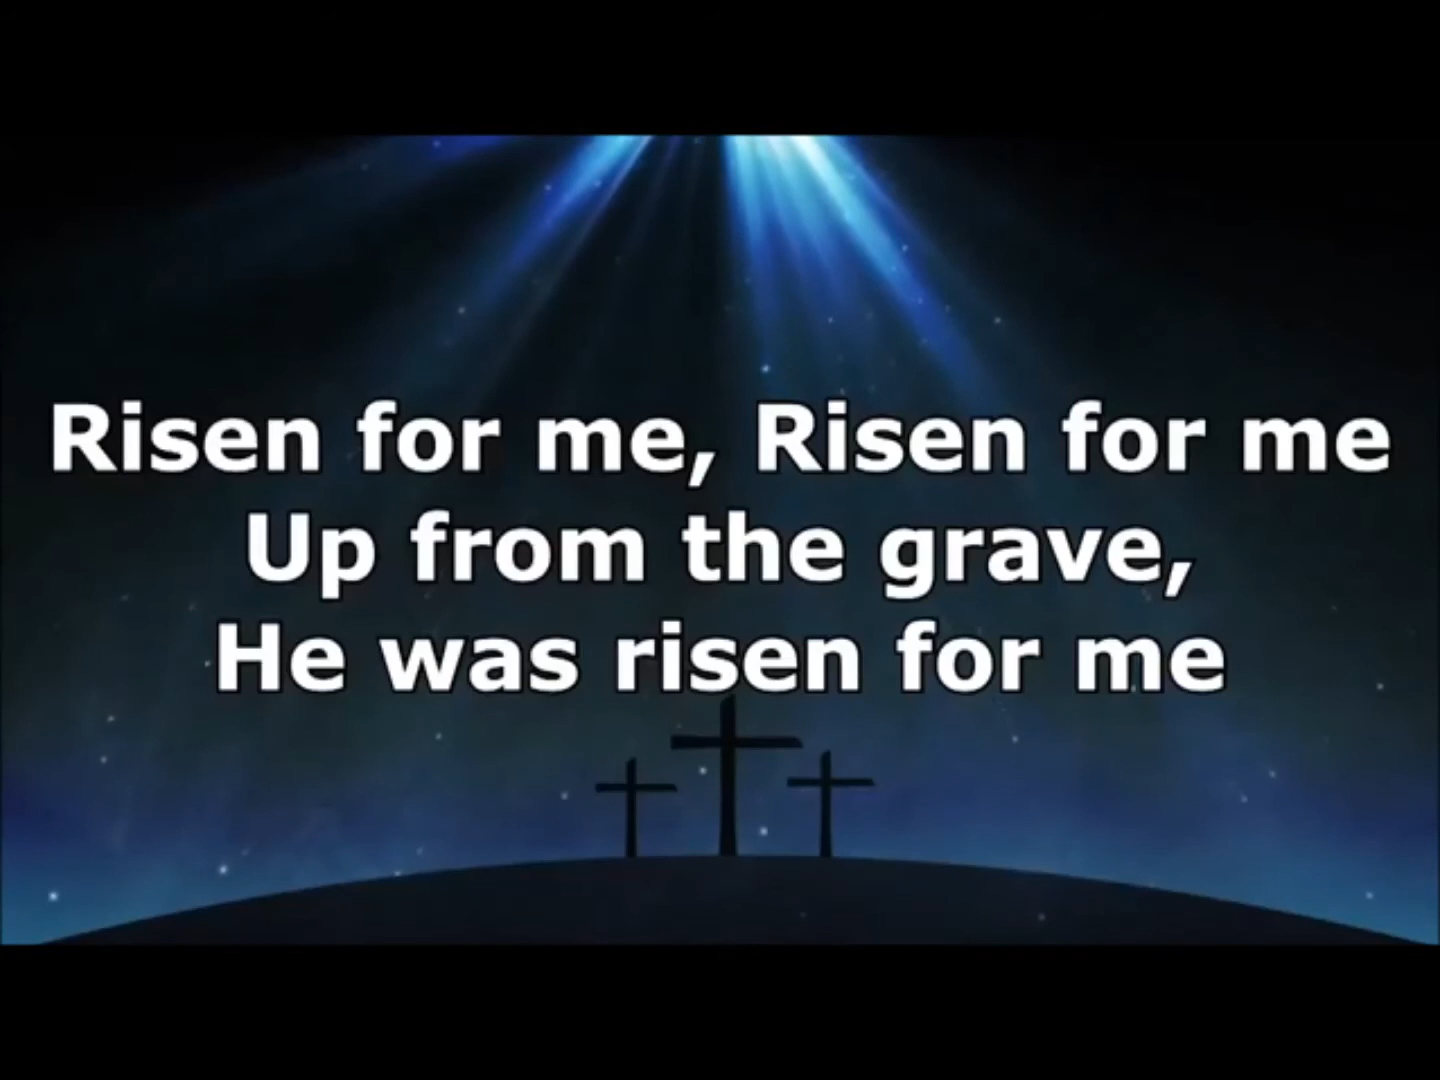 Risen for me, Risen for me
Up from the grave,
He was risen for me